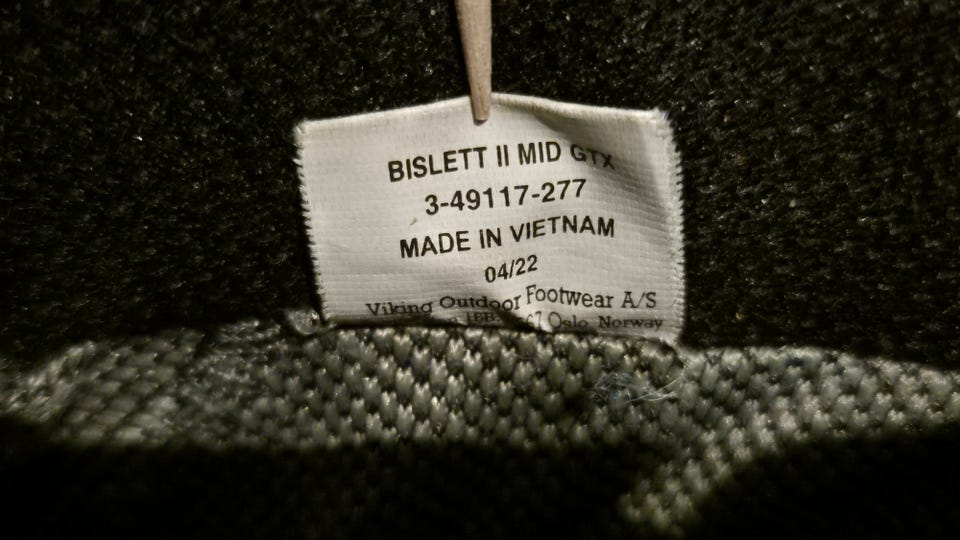 BISLETT II MID GTX
3-49117-277
MADE IN VIETNAM
04/22
Viking Outdoor Footwear A/S
Oslo, Norway